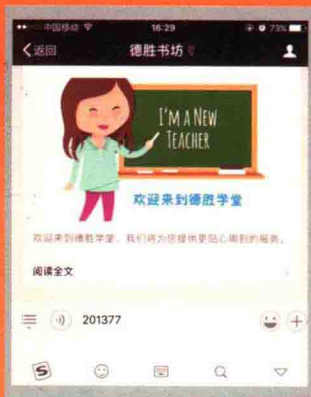 中国移动 16:29 73%
返回 德胜书坊
I'M A NEW
TEACHER
欢迎来到德胜学堂
欢迎来到德胜学堂，我们将为您提供更贴心周到的服务。
阅读全文
201377
S